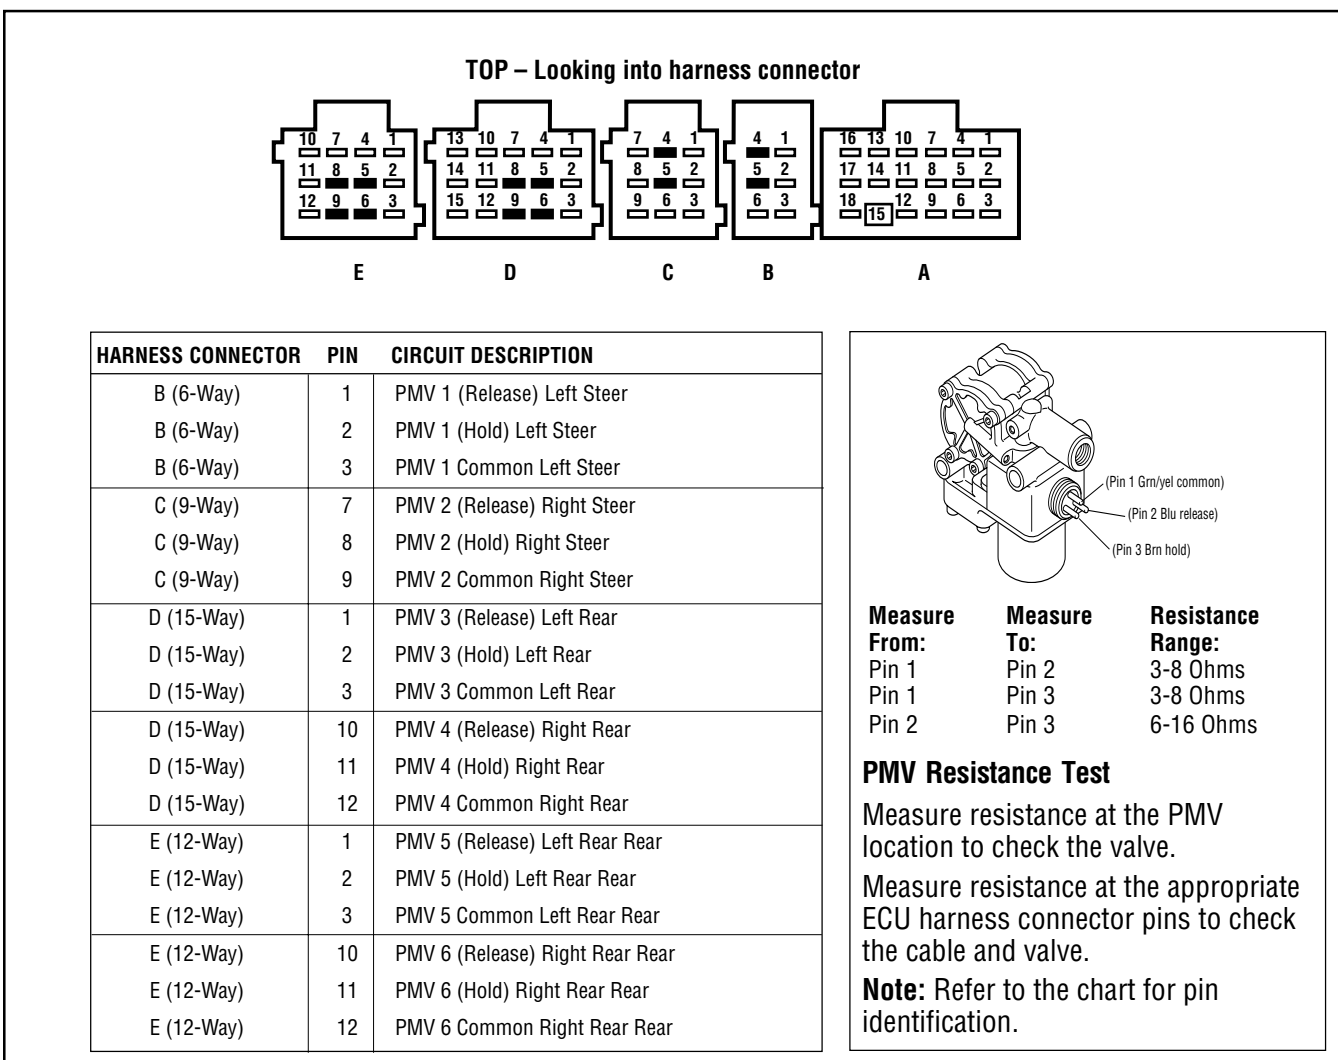 TOP – Looking into harness connector
10 7 4 1
11 8 5 2
12 9 6 3
E
13 10 7 4 1
14 11 8 5 2
15 12 9 6 3
D
7 4 1
8 5 2
9 6 3
C
4 1
5 2
6 3
B
16 13 10 7 4 1
17 14 11 8 5 2
18 15 12 9 6 3
A
HARNESS CONNECTOR PIN CIRCUIT DESCRIPTION
B (6-Way) 1 PMV 1 (Release) Left Steer
B (6-Way) 2 PMV 1 (Hold) Left Steer
B (6-Way) 3 PMV 1 Common Left Steer
C (9-Way) 7 PMV 2 (Release) Right Steer
C (9-Way) 8 PMV 2 (Hold) Right Steer
C (9-Way) 9 PMV 2 Common Right Steer
D (15-Way) 1 PMV 3 (Release) Left Rear
D (15-Way) 2 PMV 3 (Hold) Left Rear
D (15-Way) 3 PMV 3 Common Left Rear
D (15-Way) 10 PMV 4 (Release) Right Rear
D (15-Way) 11 PMV 4 (Hold) Right Rear
D (15-Way) 12 PMV 4 Common Right Rear
E (12-Way) 1 PMV 5 (Release) Left Rear Rear
E (12-Way) 2 PMV 5 (Hold) Left Rear Rear
E (12-Way) 3 PMV 5 Common Left Rear Rear
E (12-Way) 10 PMV 6 (Release) Right Rear Rear
E (12-Way) 11 PMV 6 (Hold) Right Rear Rear
E (12-Way) 12 PMV 6 Common Right Rear Rear
(Pin 1 Grn/yel common)
(Pin 2 Blu release)
(Pin 3 Brn hold)
Measure Measure Resistance
From: To: Range:
Pin 1 Pin 2 3-8 Ohms
Pin 1 Pin 3 3-8 Ohms
Pin 2 Pin 3 6-16 Ohms
PMV Resistance Test
Measure resistance at the PMV
location to check the valve.
Measure resistance at the appropriate
ECU harness connector pins to check
the cable and valve.
Note: Refer to the chart for pin
identification.